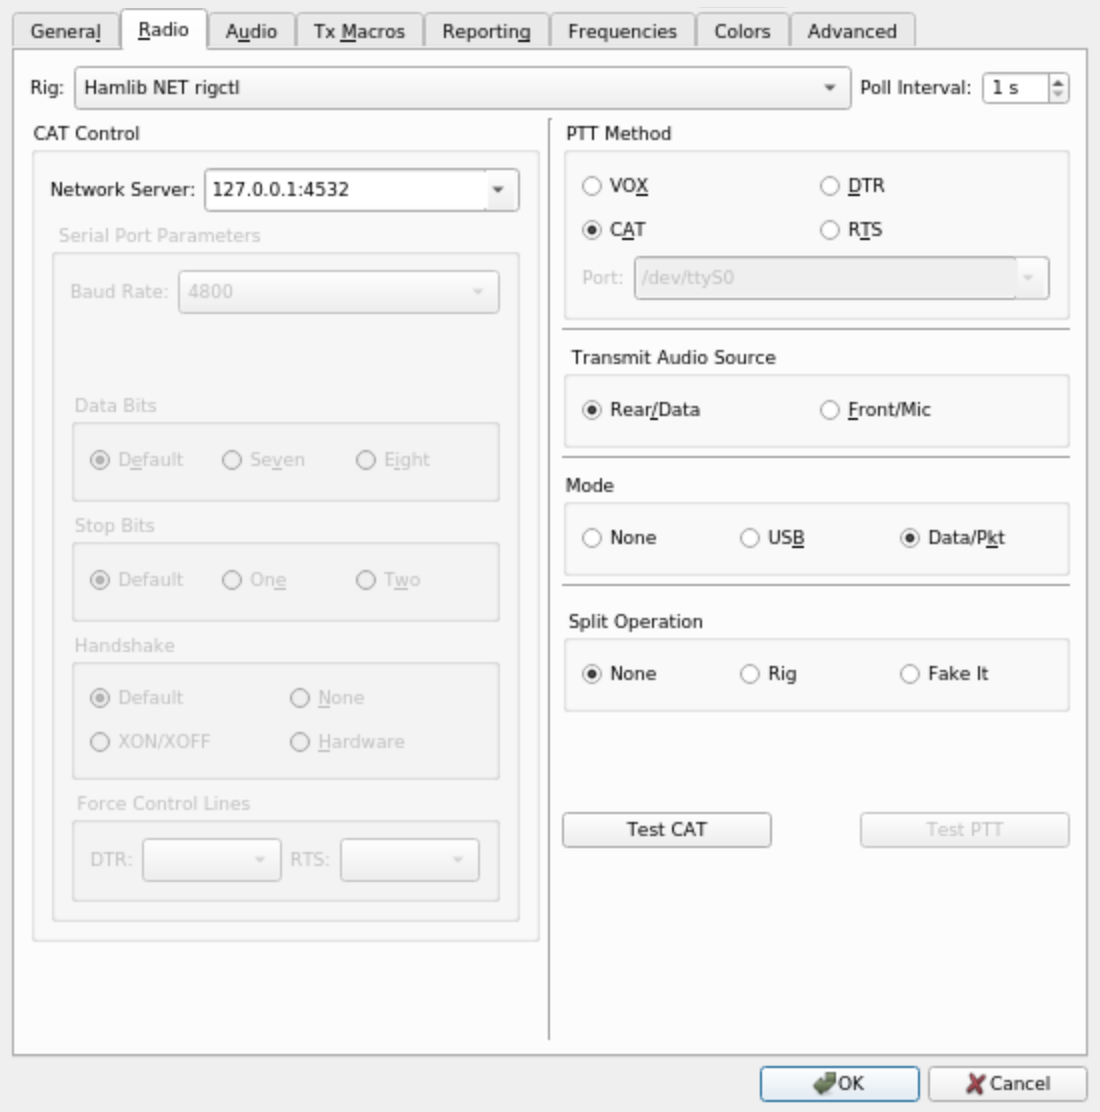 General Radio Audio Tx Macros Reporting Frequencies Colors Advanced
Rig: Hamlib NET rigctl Poll Interval: 1 s
CAT Control
Network Server: 127.0.0.1:4532
Serial Port Parameters
Baud Rate: 4800
Data Bits
Default Seven Eight
Stop Bits
Default One Two
Handshake
Default None
XON/XOFF Hardware
Force Control Lines
DTR: RTS:
PTT Method
VOX DTR
CAT RTS
Port: /dev/ttyS0
Transmit Audio Source
Rear/Data Front/Mic
Mode
None USB Data/Pkt
Split Operation
None Rig Fake It
Test CAT Test PTT
OK Cancel